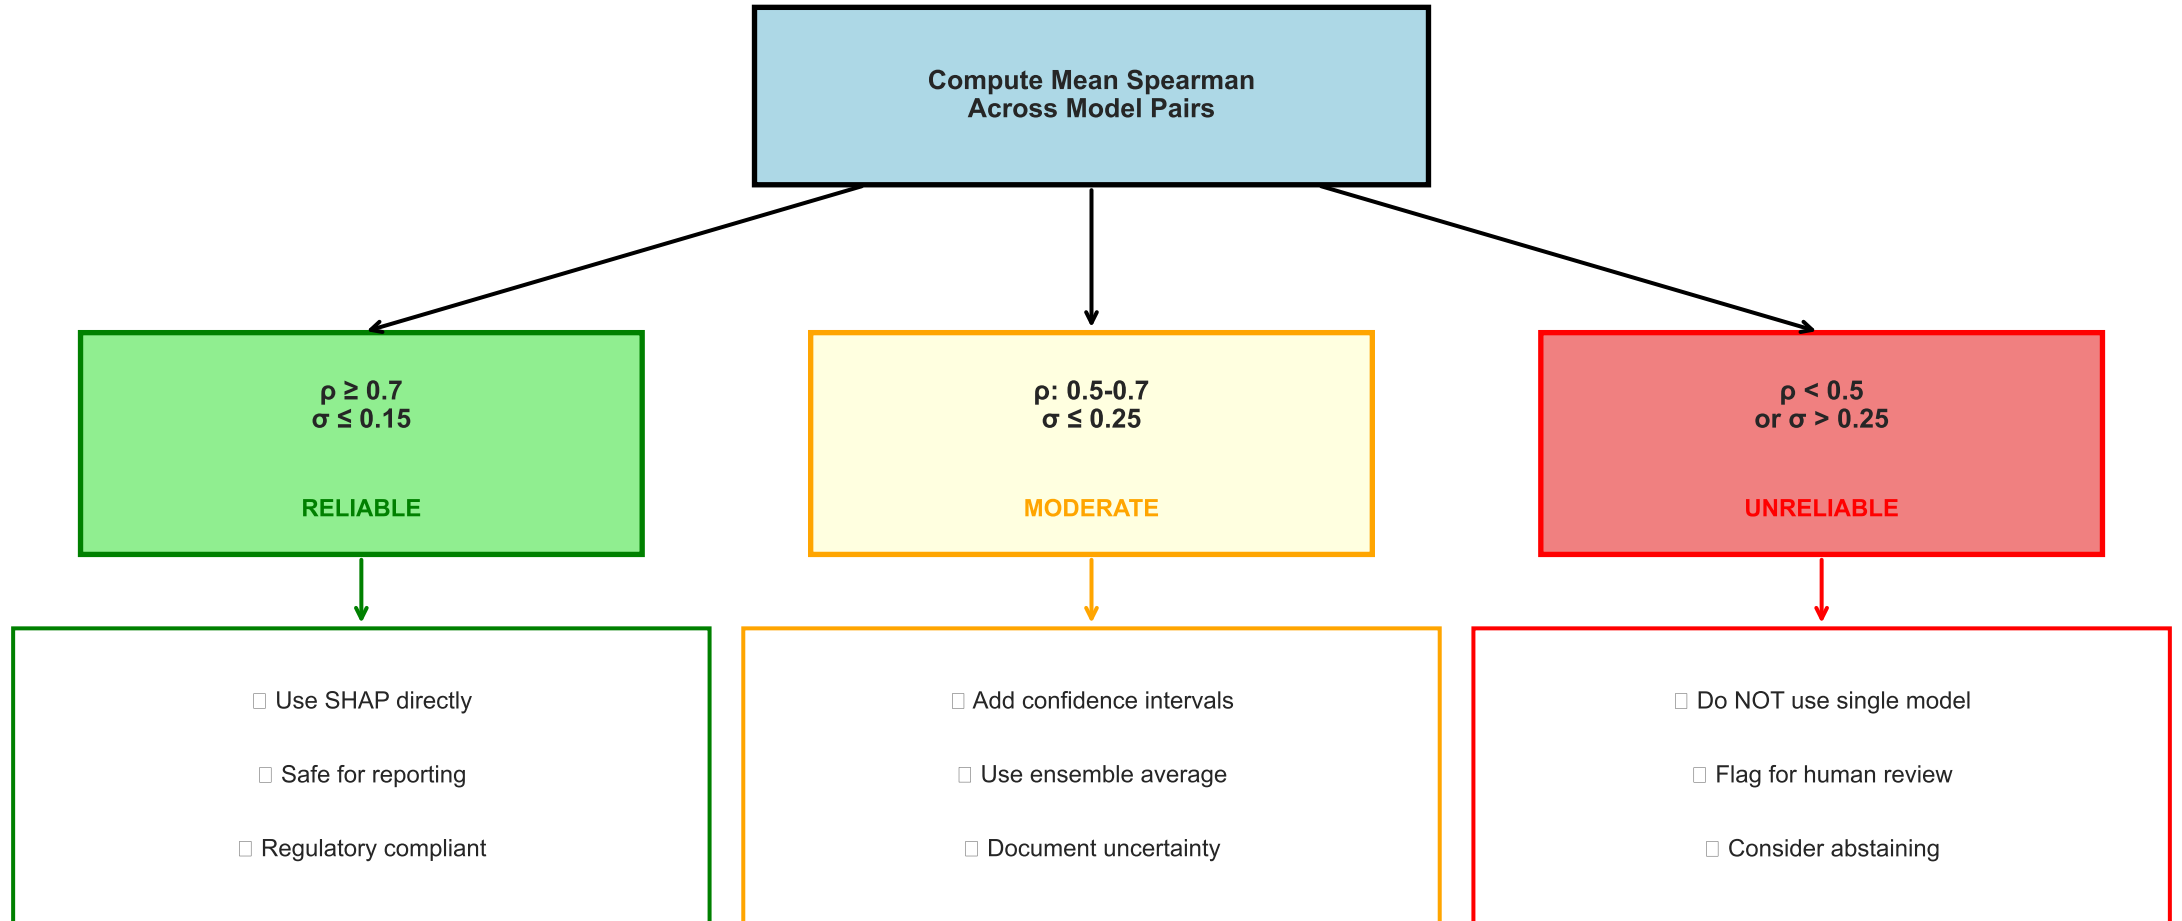 Compute Mean Spearman
Across Model Pairs
ρ ≥ 0.7
σ ≤ 0.15
RELIABLE
ρ: 0.5-0.7
σ ≤ 0.25
MODERATE
ρ < 0.5
or σ > 0.25
UNRELIABLE
□ Use SHAP directly
□ Safe for reporting
□ Regulatory compliant
□ Add confidence intervals
□ Use ensemble average
□ Document uncertainty
□ Do NOT use single model
□ Flag for human review
□ Consider abstaining